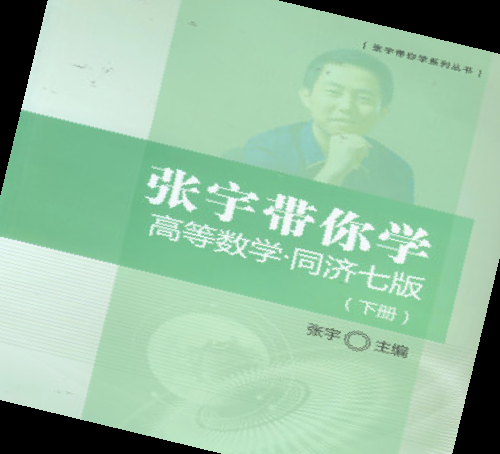 ［张宇带你学系列丛书］
张宇带你学
高等数学·同济七版
（下册）
张宇 主编